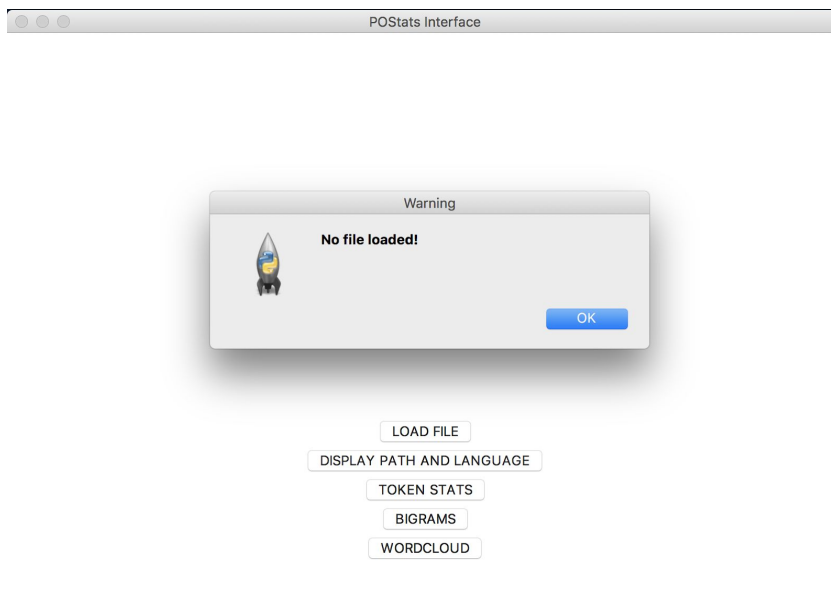 POStats Interface
Warning
No file loaded!
OK
LOAD FILE
DISPLAY PATH AND LANGUAGE
TOKEN STATS
BIGRAMS
WORDCLOUD